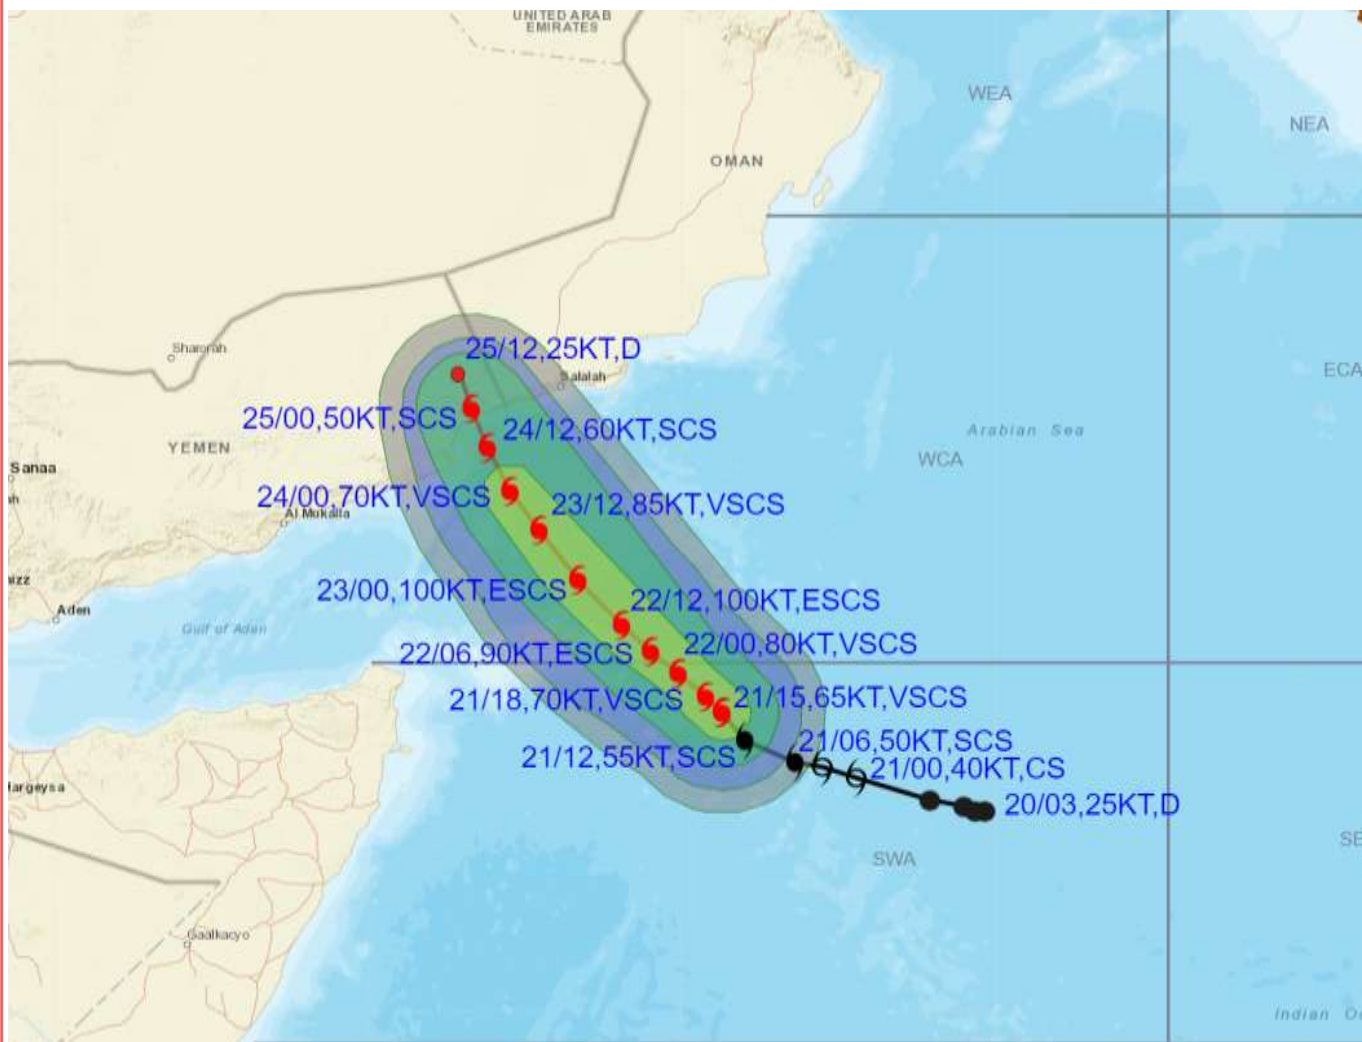 UNITED ARAB
EMIRATES
WEA
NEA
OMAN
Sharorah
25/12,25KT,D
Salalah
ECA
25/00,50KT,SCS
24/12,60KT,SCS
Arabian Sea
YEMEN
WCA
Sanaa
24/00,70KT,VSCS
23/12,85KT,VSCS
Al Mukalla
23/00,100KT,ESCS
22/12,100KT,ESCS
Aden
Gulf of Aden
22/06,90KT,ESCS
22/00,80KT,VSCS
21/18,70KT,VSCS
21/15,65KT,VSCS
21/12,55KT,SCS
21/06,50KT,SCS
21/00,40KT,CS
20/03,25KT,D
argeysa
SWA
Gaalkacyo
Indian